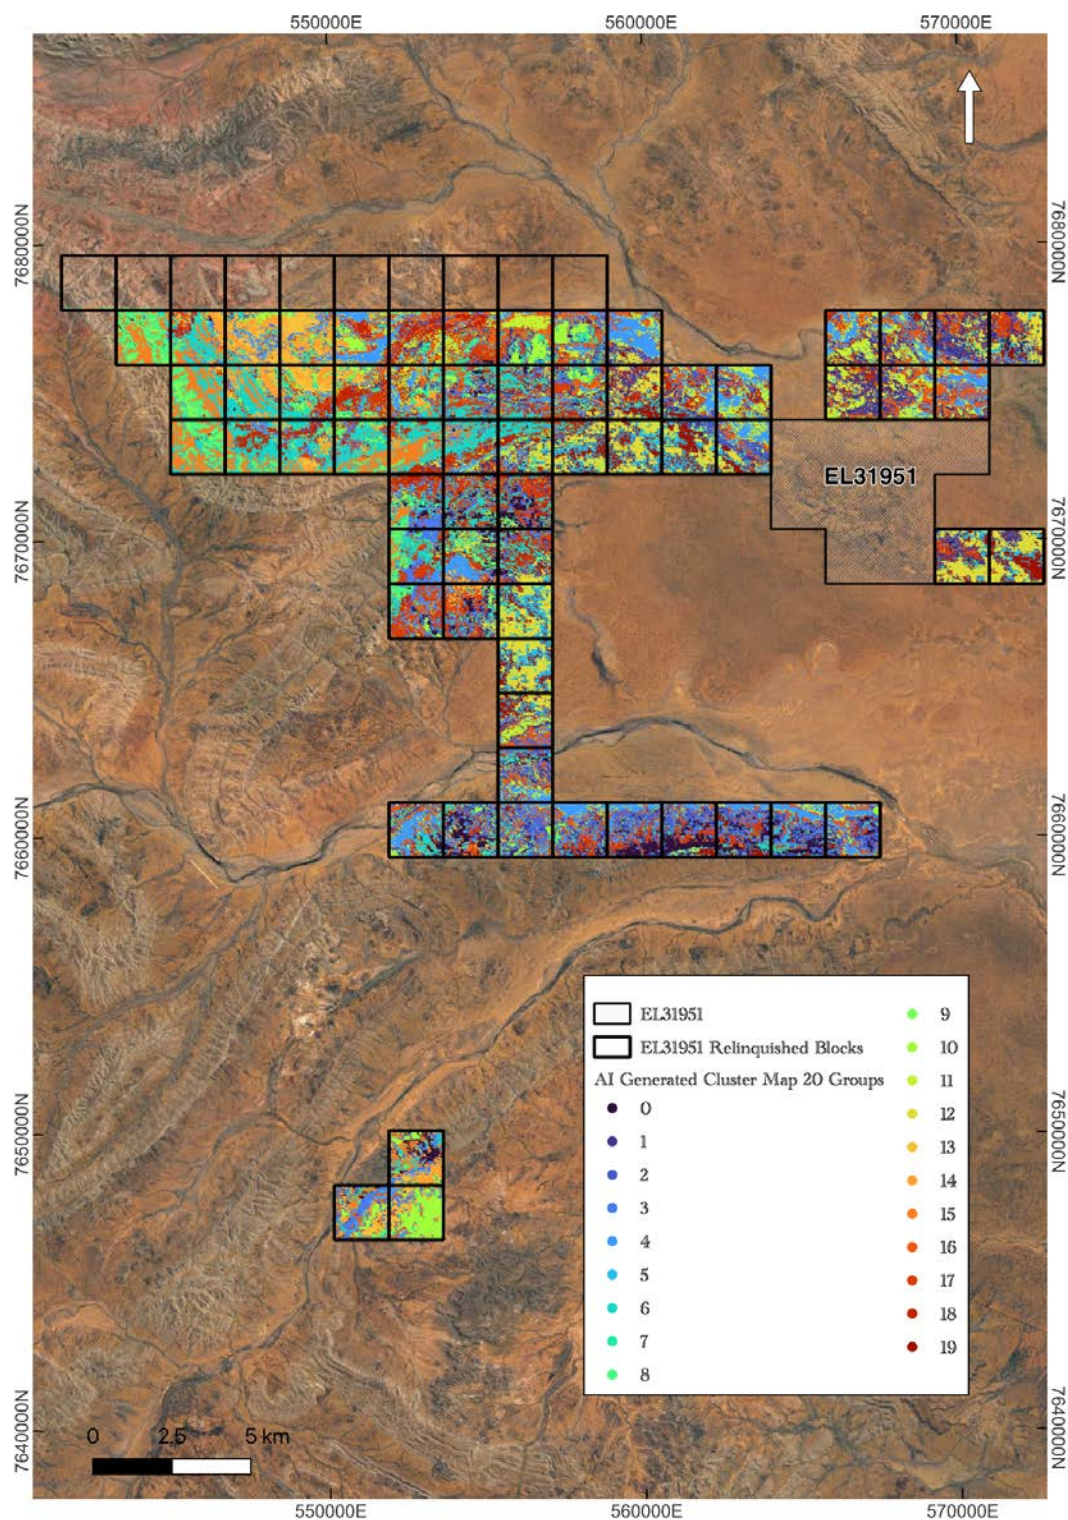 550000E 560000E 570000E
7680000N 7680000N
EL31951
7670000N 7670000N
7660000N 7660000N
EL31951
EL31951 Relinquished Blocks
AI Generated Cluster Map 20 Groups
0
1
2
3
4
5
6
7
8
9
10
11
12
13
14
15
16
17
18
19
7650000N 7650000N
7640000N 7640000N
0 2.5 5 km
550000E 560000E 570000E